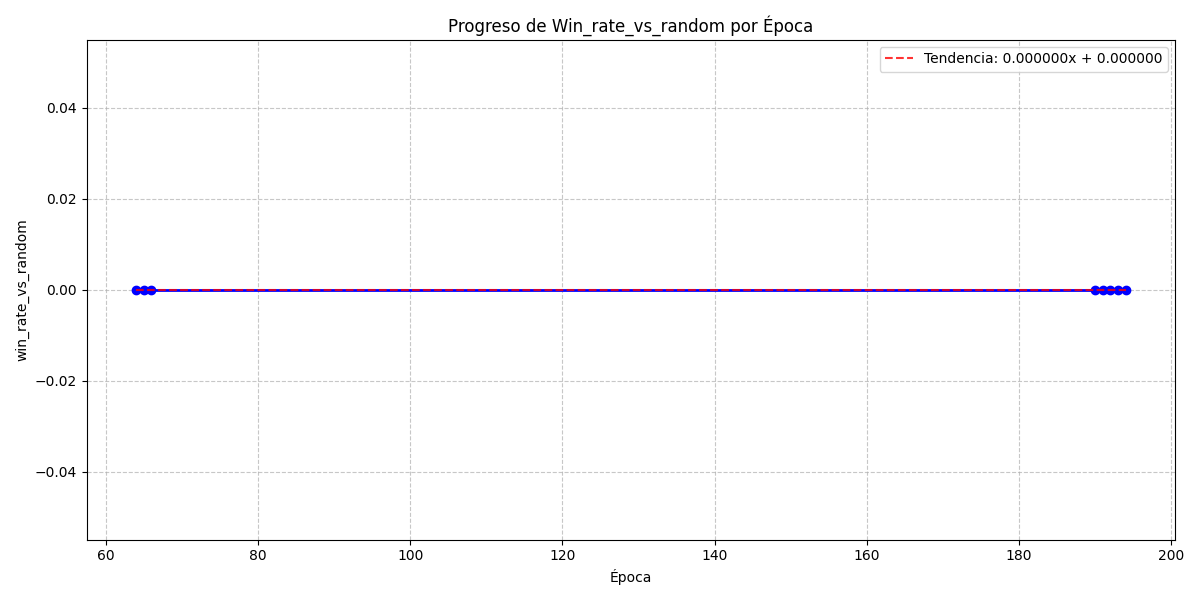 Progreso de Win_rate_vs_random por Época
Tendencia: 0.000000x + 0.000000
0.04
0.02
0.00
−0.02
−0.04
win_rate_vs_random
60 80 100 120 140 160 180 200
Época